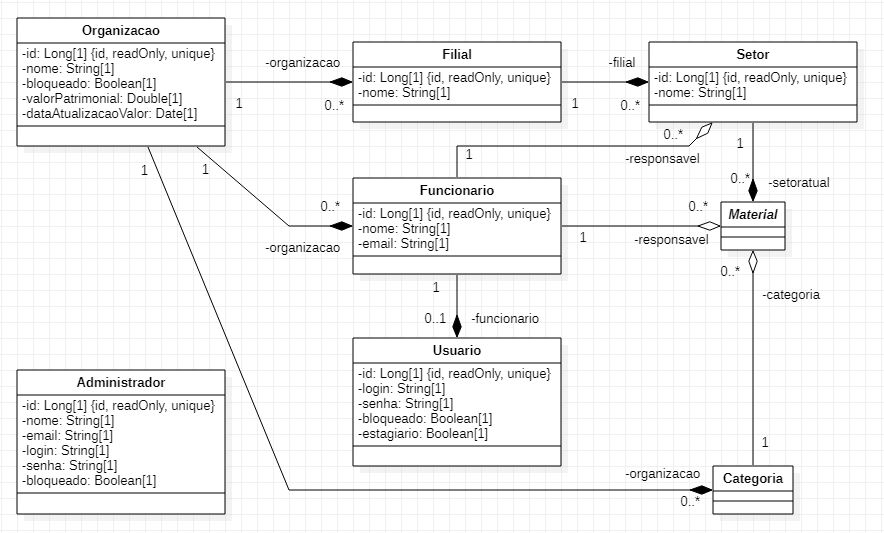 Organizacao
-id: Long[1] {id, readOnly, unique}
-nome: String[1]
-bloqueado: Boolean[1]
-valorPatrimonial: Double[1]
-dataAtualizacaoValor: Date[1]
-organizacao
1
0..*
Filial
-id: Long[1] {id, readOnly, unique}
-nome: String[1]
-filial
1
0..*
Setor
-id: Long[1] {id, readOnly, unique}
-nome: String[1]
0..*
-responsavel
1
1
0..*
-setoratual
1
1
0..*
-organizacao
Funcionario
-id: Long[1] {id, readOnly, unique}
-nome: String[1]
-email: String[1]
0..*
1
-responsavel
Material
0..*
-categoria
1
1
0..1
-funcionario
Usuario
-id: Long[1] {id, readOnly, unique}
-login: String[1]
-senha: String[1]
-bloqueado: Boolean[1]
-estagiario: Boolean[1]
Administrador
-id: Long[1] {id, readOnly, unique}
-nome: String[1]
-email: String[1]
-login: String[1]
-senha: String[1]
-bloqueado: Boolean[1]
-organizacao
0..*
Categoria